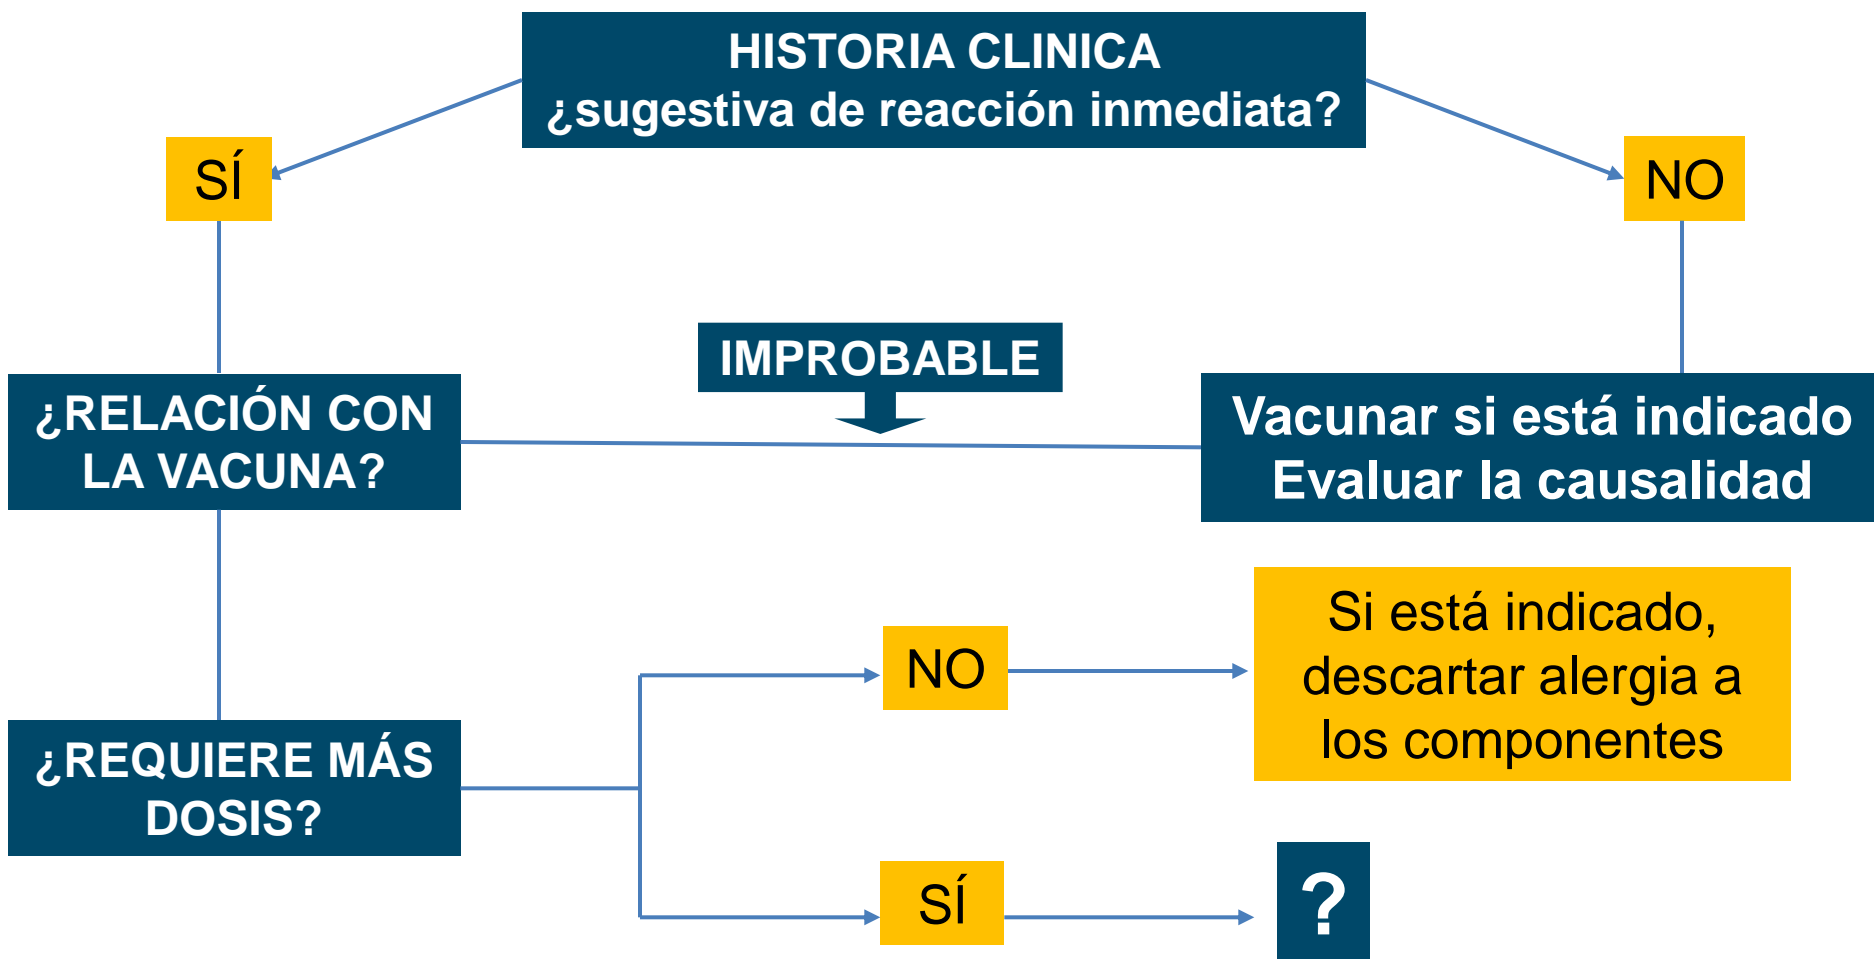 HISTORIA CLINICA
¿sugestiva de reacción inmediata?
SÍ
NO
IMPROBABLE
¿RELACIÓN CON
LA VACUNA?
Vacunar si está indicado
Evaluar la causalidad
NO
Si está indicado,
descartar alergia a
los componentes
¿REQUIERE MÁS
DOSIS?
SÍ
?